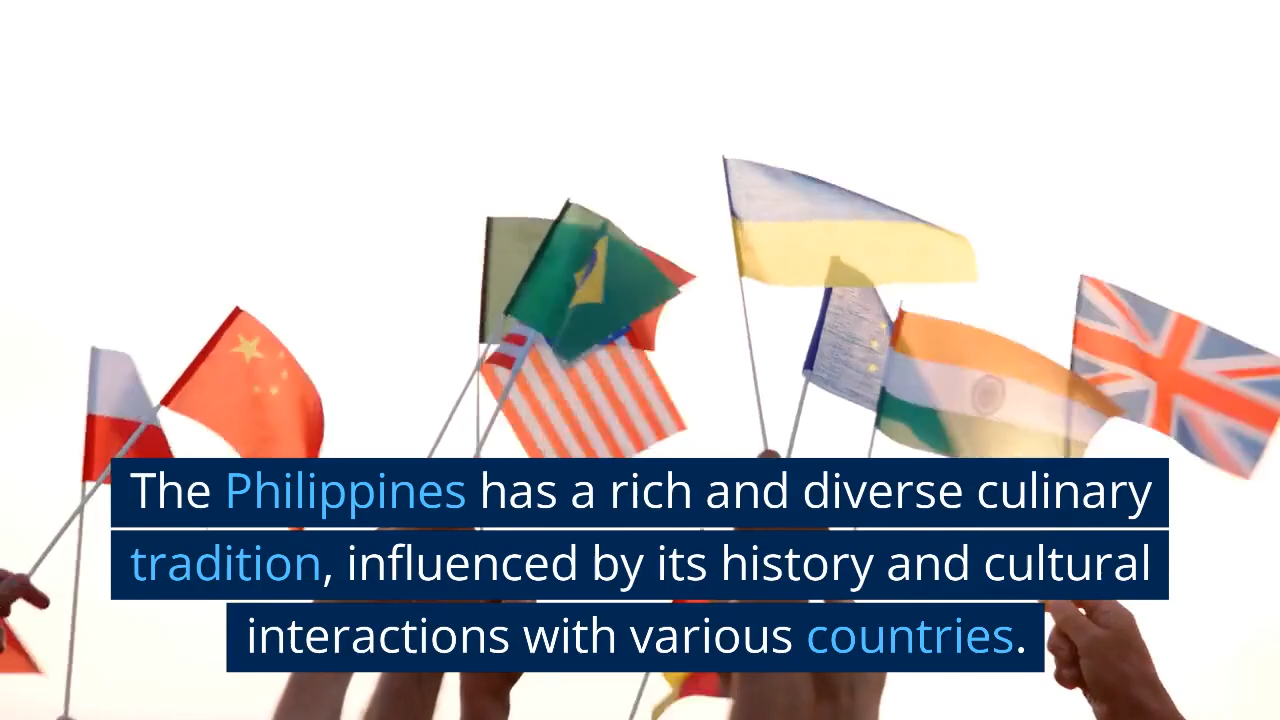 The Philippines has a rich and diverse culinary
tradition, influenced by its history and cultural
interactions with various countries.